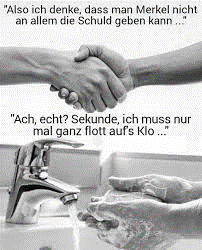 "Also ich denke, dass man Merkel nicht
an allem die Schuld geben kann ..."
"Ach, echt? Sekunde, ich muss nur
mal ganz flott auf's Klo ..."